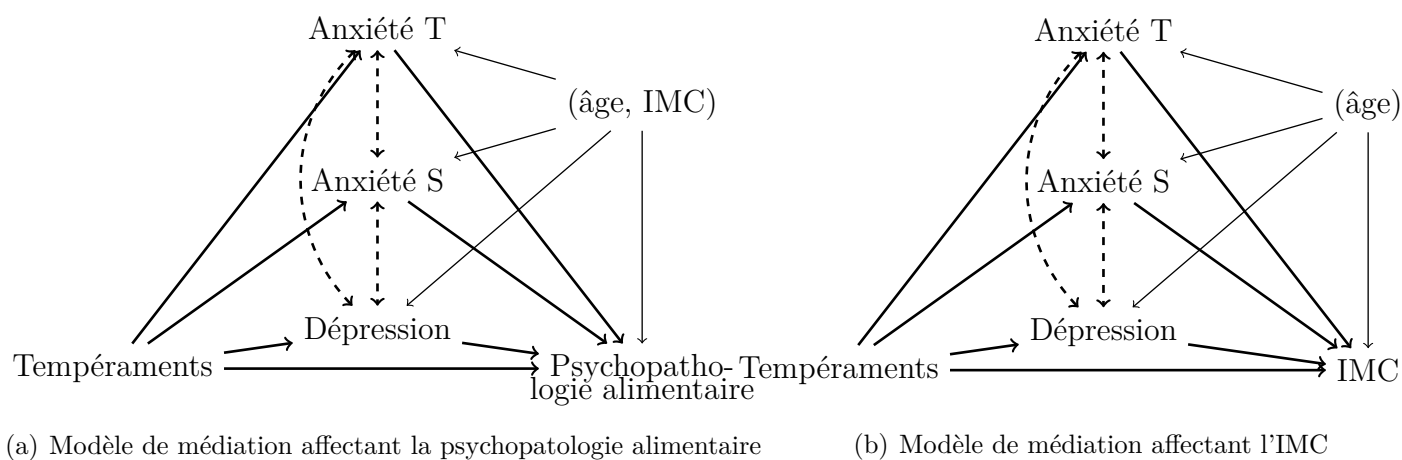 Anxiété T
(âge, IMC)
Anxiété S
Dépression
Tempéraments
Psychopatho-
logie alimentaire
(a) Modèle de médiation affectant la psychopatologie alimentaire
Anxiété T
(âge)
Anxiété S
Dépression
Tempéraments
IMC
(b) Modèle de médiation affectant l'IMC